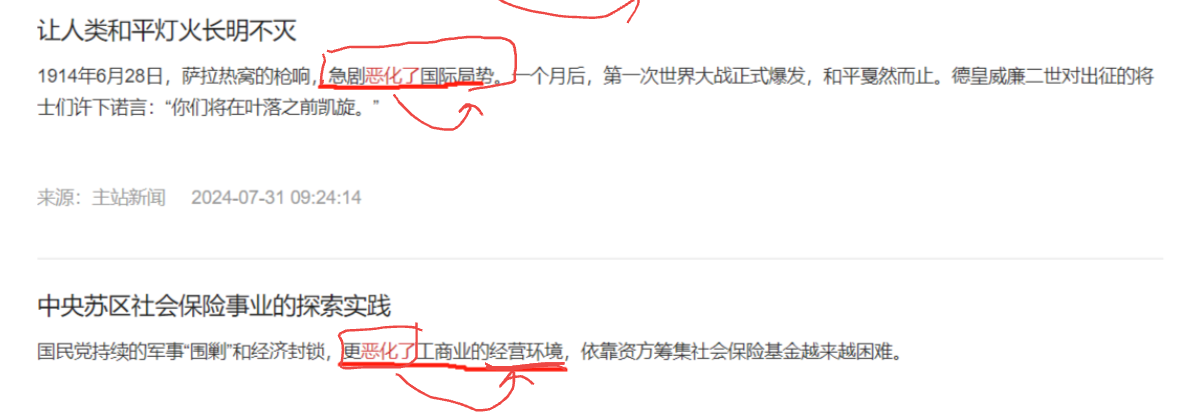 让人类和平灯火长明不灭
1914年6月28日，萨拉热窝的枪响，急剧恶化了国际局势。一个月后，第一次世界大战正式爆发，和平戛然而止。德皇威廉二世对出征的将
士们许下诺言：“你们将在叶落之前凯旋。”
来源：主站新闻 2024-07-31 09:24:14
中央苏区社会保险事业的探索实践
国民党持续的军事“围剿”和经济封锁，更恶化了工商业的经营环境，依靠资方筹集社会保险基金越来越困难。